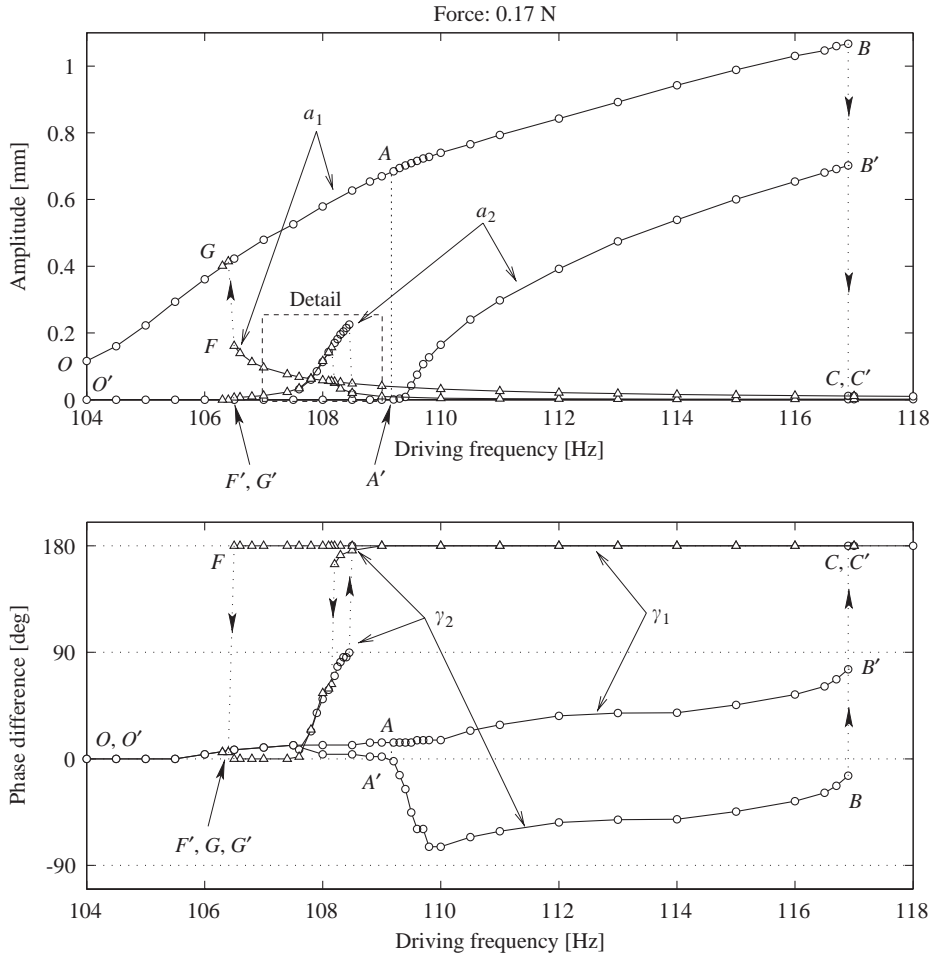 Force: 0.17 N
Amplitude [mm]
1
0.8
0.6
0.4
0.2
0
a1
A
B
B′
a2
G
Detail
F
O
O′
C, C′
104 106 108 110 112 114 116 118
Driving frequency [Hz]
F′, G′
A′
Phase difference [deg]
180
90
0
-90
F
C, C′
γ2
γ1
B′
O, O′
A
A′
B
F′, G, G′
104 106 108 110 112 114 116 118
Driving frequency [Hz]